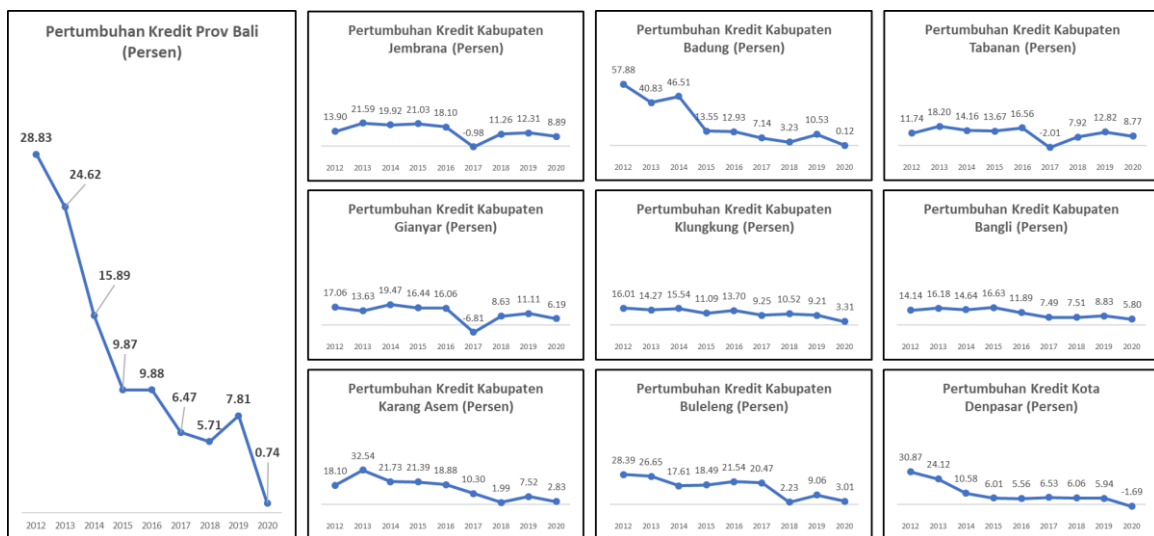 Pertumbuhan Kredit Prov Bali
(Persen)
28.83
24.62
15.89
9.87
9.88
6.47
5.71
7.81
0.74
2012 2013 2014 2015 2016 2017 2018 2019 2020
Pertumbuhan Kredit Kabupaten
Jembrana (Persen)
13.90 21.59 19.92 21.03 18.10 -0.98 11.26 12.31 8.89
2012 2013 2014 2015 2016 2017 2018 2019 2020
Pertumbuhan Kredit Kabupaten
Badung (Persen)
57.88 40.83 46.51 13.55 12.93 7.14 3.23 10.53 0.12
2012 2013 2014 2015 2016 2017 2018 2019 2020
Pertumbuhan Kredit Kabupaten
Tabanan (Persen)
11.74 18.20 14.16 13.67 16.56 -2.01 7.92 12.82 8.77
2012 2013 2014 2015 2016 2017 2018 2019 2020
Pertumbuhan Kredit Kabupaten
Gianyar (Persen)
17.06 13.63 19.47 16.44 16.06 -6.81 8.63 11.11 6.19
2012 2013 2014 2015 2016 2017 2018 2019 2020
Pertumbuhan Kredit Kabupaten
Klungkung (Persen)
16.01 14.27 15.54 11.09 13.70 9.25 10.52 9.21 3.31
2012 2013 2014 2015 2016 2017 2018 2019 2020
Pertumbuhan Kredit Kabupaten
Bangli (Persen)
14.14 16.18 14.64 16.63 11.89 7.49 7.51 8.83 5.80
2012 2013 2014 2015 2016 2017 2018 2019 2020
Pertumbuhan Kredit Kabupaten
Karang Asem (Persen)
18.10 32.54 21.73 21.39 18.88 10.30 1.99 7.52 2.83
2012 2013 2014 2015 2016 2017 2018 2019 2020
Pertumbuhan Kredit Kabupaten
Buleleng (Persen)
28.39 26.65 17.61 18.49 21.54 20.47 2.23 9.06 3.01
2012 2013 2014 2015 2016 2017 2018 2019 2020
Pertumbuhan Kredit Kota
Denpasar (Persen)
30.87 24.12 10.58 6.01 5.56 6.53 6.06 5.94 -1.69
2012 2013 2014 2015 2016 2017 2018 2019 2020